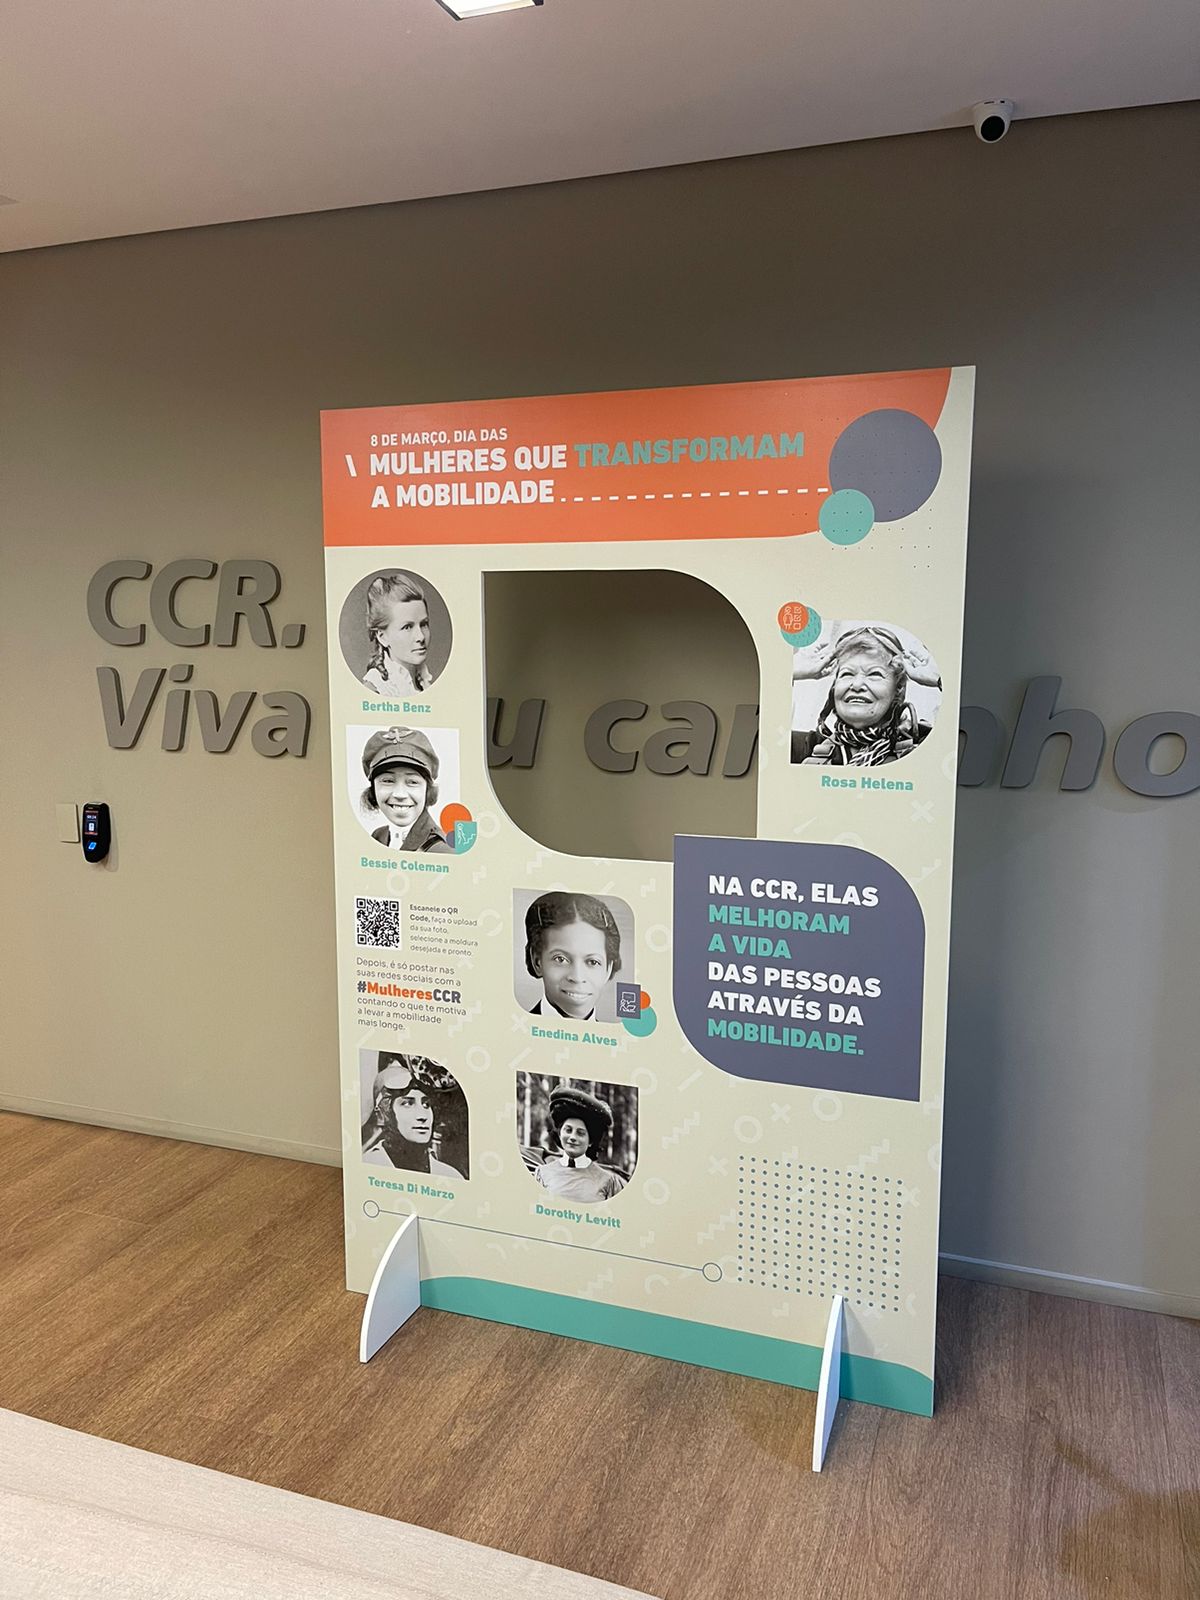 8 DE MARÇO, DIA DAS
\ MULHERES QUE TRANSFORMAM
A MOBILIDADE
CCR.
Viva u car nho
Bertha Benz
Bessie Coleman
Rosa Helena
Escaneie o QR
Code, faça o upload
da sua foto,
selecione a moldura
desejada e pronto.
Depois, é só postar nas
suas redes sociais com a
#MulheresCCR
contando o que te motiva
a levar a mobilidade
mais longe.
Enedina Alves
NA CCR, ELAS
MELHORAM
A VIDA
DAS PESSOAS
ATRAVÉS DA
MOBILIDADE.
Teresa Di Marzo
Dorothy Levitt